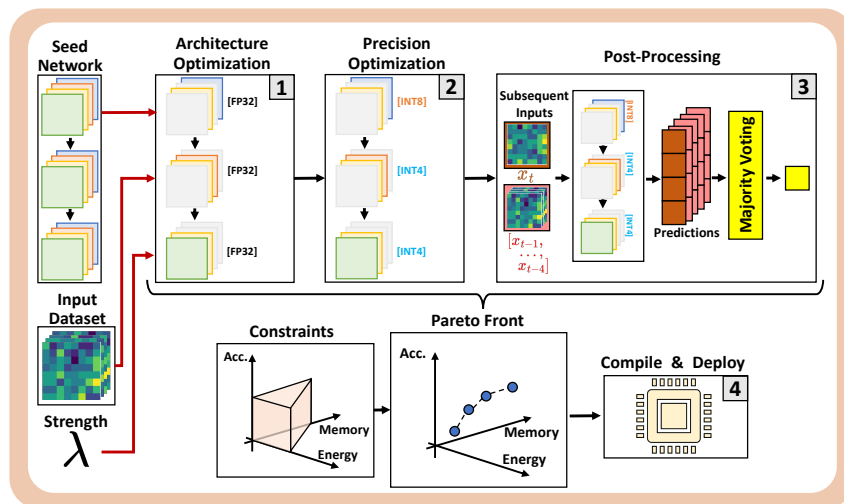 Seed
Network
Architecture
Optimization
1
[FP32]
[FP32]
[FP32]
Precision
Optimization
2
[INT8]
[INT4]
[INT4]
Post-Processing
3
Subsequent
Inputs
x_t
[x_{t-1},
...,
x_{t-4}]
[INT8]
[INT4]
[INT4]
Predictions
Majority Voting
Input
Dataset
Strength
λ
Constraints
Acc.
Memory
Energy
Pareto Front
Acc.
Memory
Energy
Compile & Deploy
4